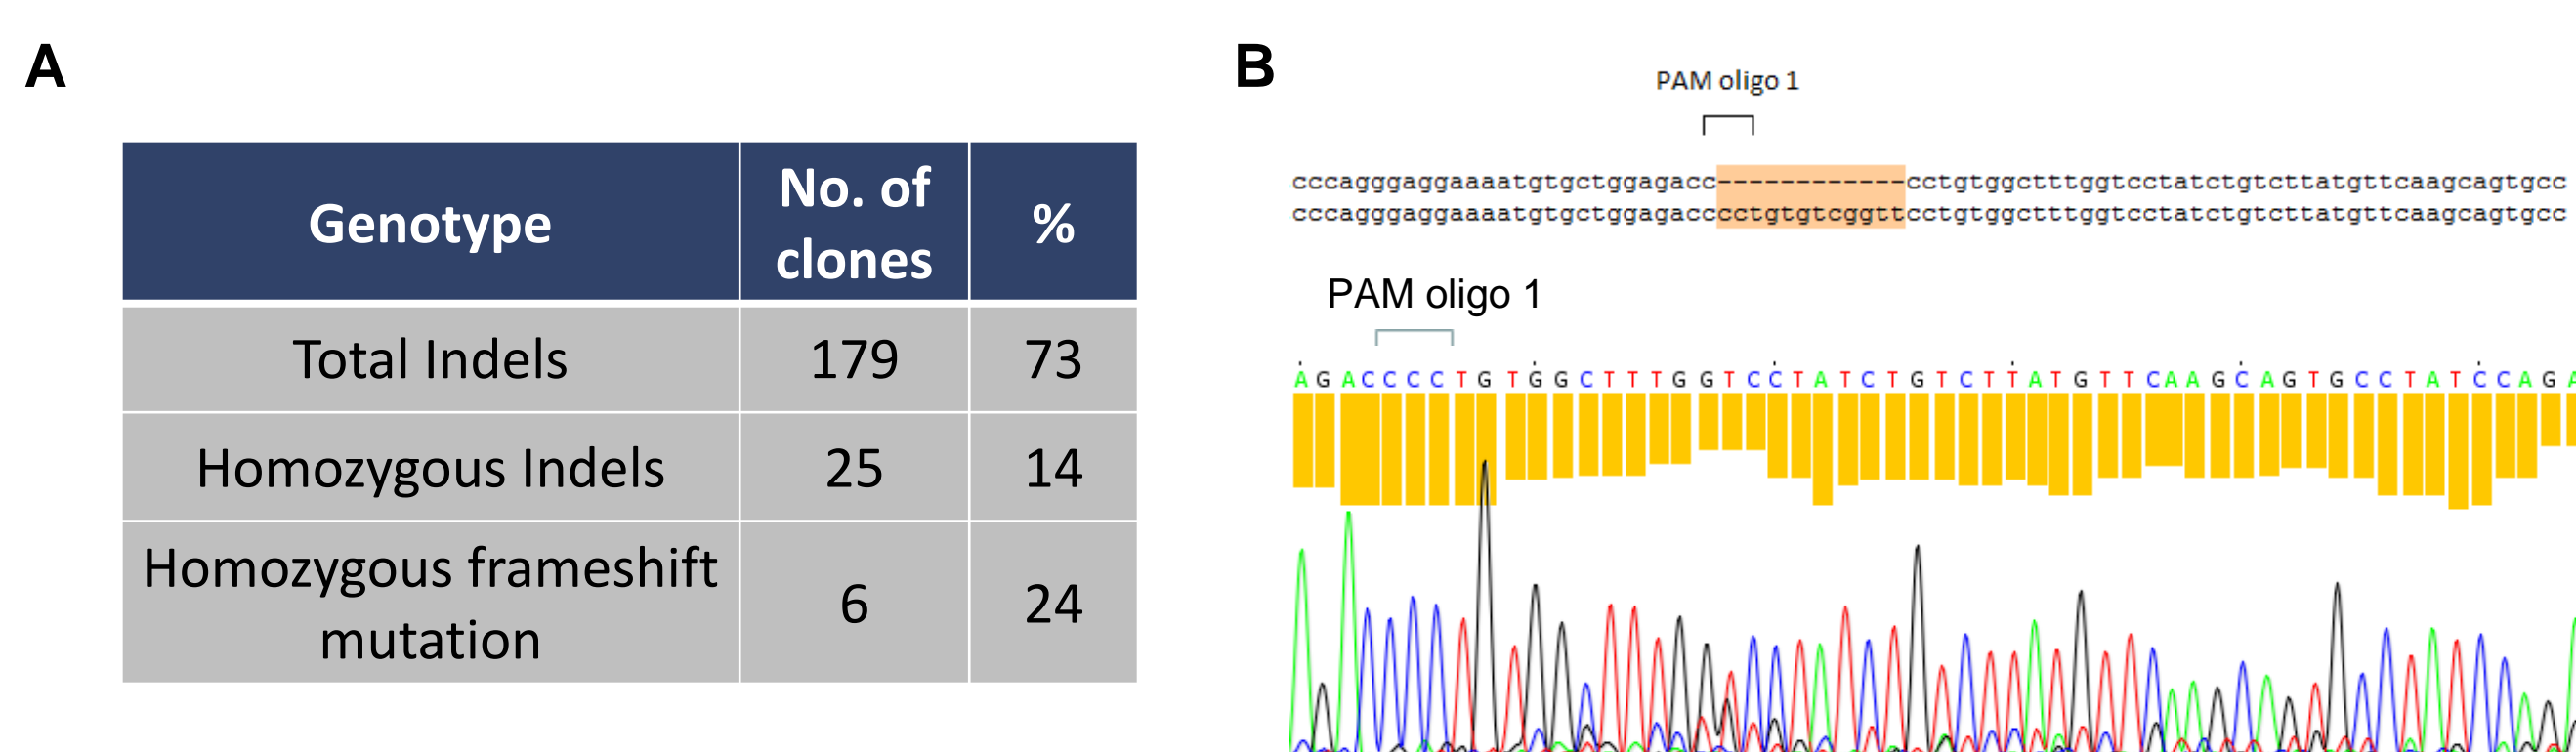 A
B
Genotype
No. of
clones
%
Total Indels
179
73
Homozygous Indels
25
14
Homozygous frameshift
mutation
6
24
PAM oligo 1
cccagggaggaaaatgtgctggagacc------------cctgtggctttggtcctatctgtcttatgttcaagcagtgcc
cccagggaggaaaatgtgctggagacccctgtgtcggttcctgtggctttggtcctatctgtcttatgttcaagcagtgcc
PAM oligo 1
A G A C C C C T G T G G C T T T G G T C C T A T C T G T C T T A T G T T C A A G C A G T G C C T A T C C A G A